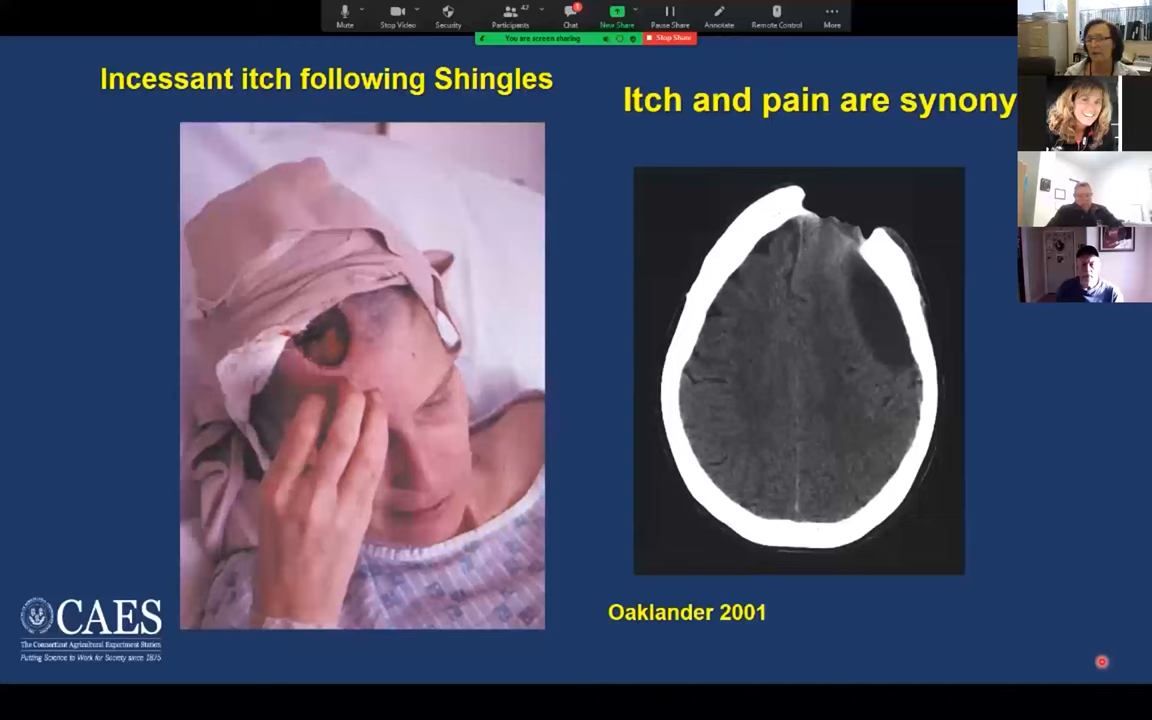 Mute
Stop Video
Security
42
Participants
1
Chat
New Share
Pause Share
Annotate
Remote Control
More
You are screen sharing
Stop Share
Incessant itch following Shingles
Itch and pain are synony
Oaklander 2001
CAES
The Connecticut Agricultural Experiment Station
Putting Science to Work for Society since 1875